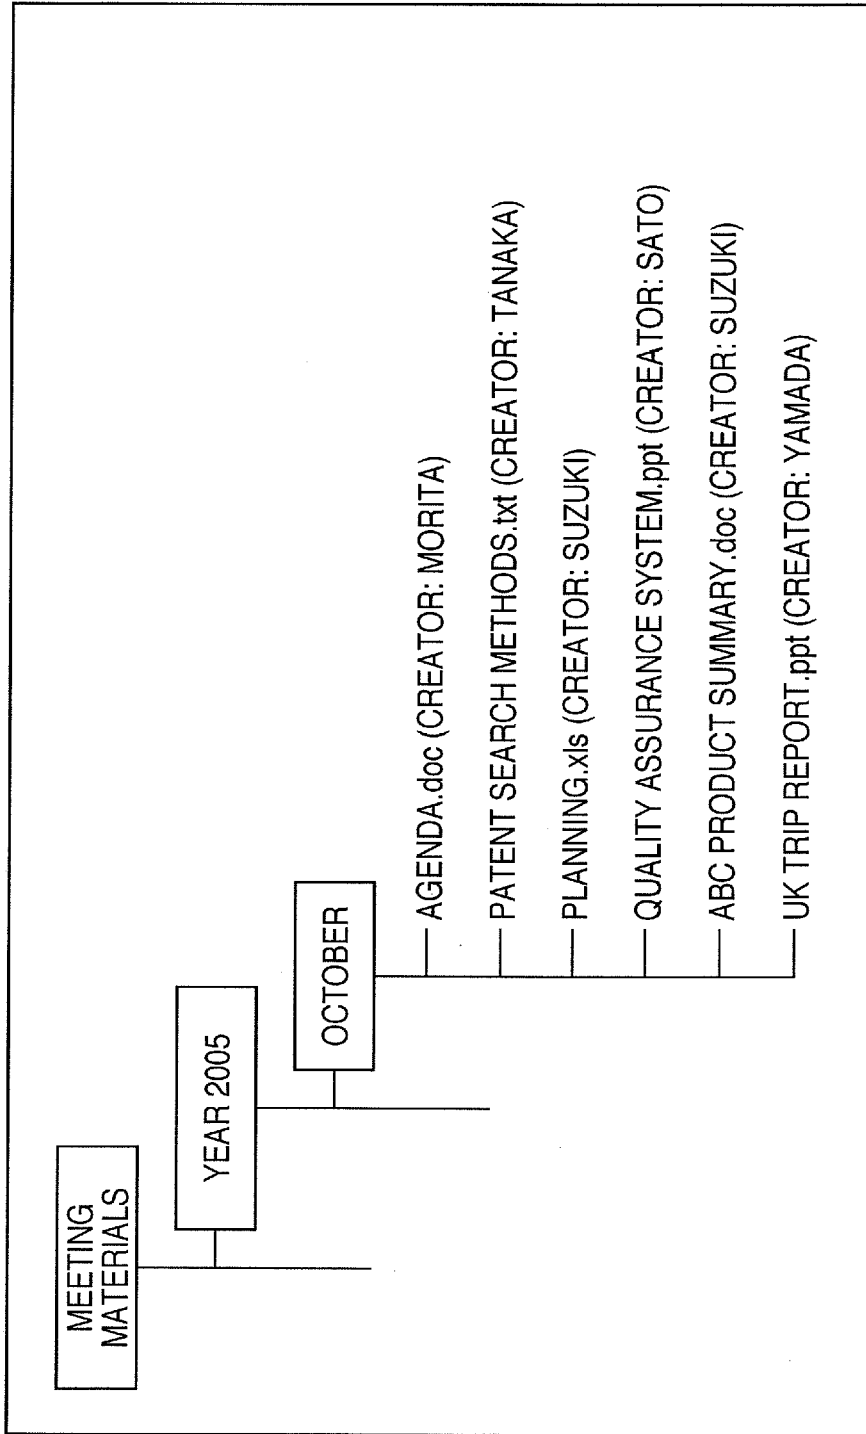 MEETING
MATERIALS
YEAR 2005
OCTOBER
AGENDA.doc (CREATOR: MORITA)
PATENT SEARCH METHODS.txt (CREATOR: TANAKA)
PLANNING.xls (CREATOR: SUZUKI)
QUALITY ASSURANCE SYSTEM.ppt (CREATOR: SATO)
ABC PRODUCT SUMMARY.doc (CREATOR: SUZUKI)
UK TRIP REPORT.ppt (CREATOR: YAMADA)